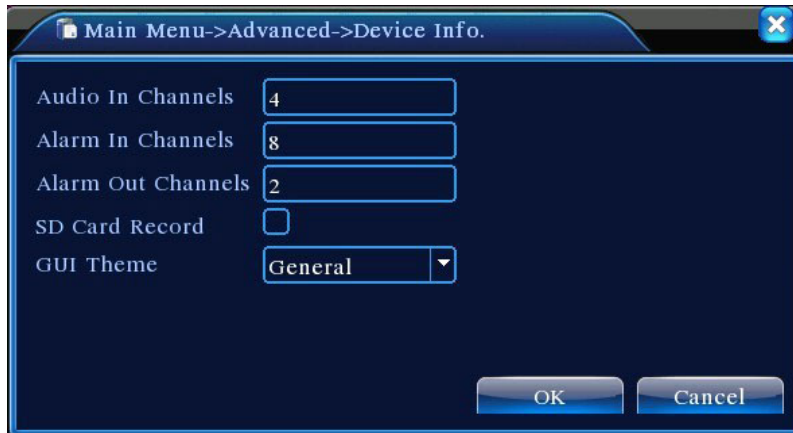 Main Menu->Advanced->Device Info.
Audio In Channels 4
Alarm In Channels 8
Alarm Out Channels 2
SD Card Record
GUI Theme General
OK Cancel